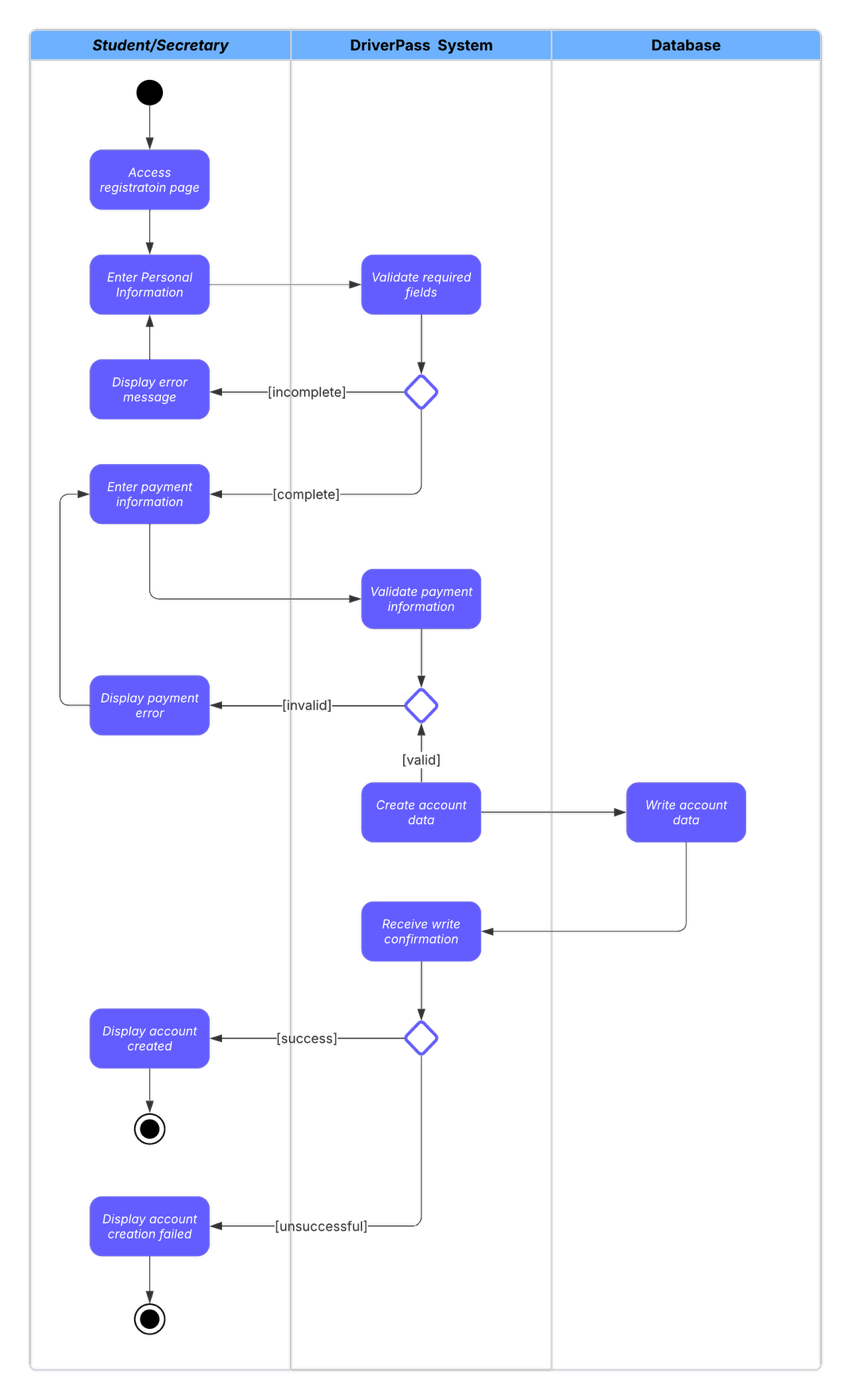 Student/Secretary
DriverPass System
Database
Access
registratoin page
Enter Personal
Information
Validate required
fields
Display error
message
[incomplete]
Enter payment
information
[complete]
Validate payment
information
Display payment
error
[invalid]
[valid]
Create account
data
Write account
data
Receive write
confirmation
Display account
created
[success]
Display account
creation failed
[unsuccessful]